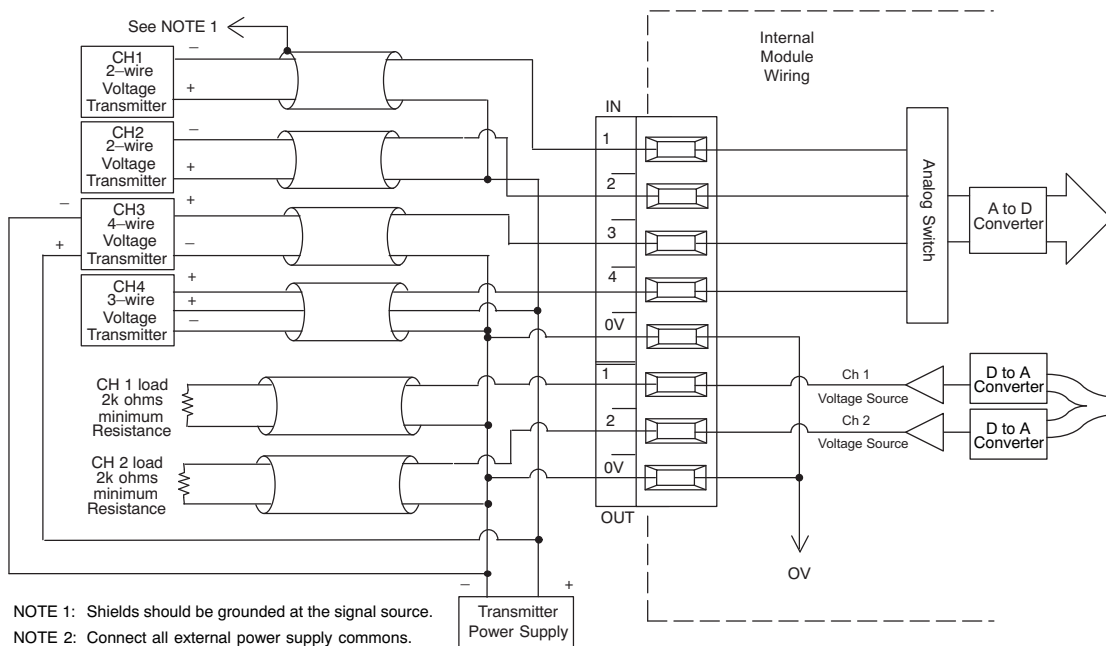 See NOTE 1
CH1
2–wire
Voltage
Transmitter
–
+
CH2
2–wire
Voltage
Transmitter
–
+
–
+
CH3
4–wire
Voltage
Transmitter
+
–
CH4
3–wire
Voltage
Transmitter
+
+
–
CH 1 load
2k ohms
minimum
Resistance
CH 2 load
2k ohms
minimum
Resistance
IN
1
2
3
4
0V
1
2
0V
OUT
Internal
Module
Wiring
Analog Switch
A to D
Converter
Ch 1
Voltage Source
D to A
Converter
Ch 2
Voltage Source
D to A
Converter
OV
–
+
Transmitter
Power Supply
NOTE 1: Shields should be grounded at the signal source.
NOTE 2: Connect all external power supply commons.